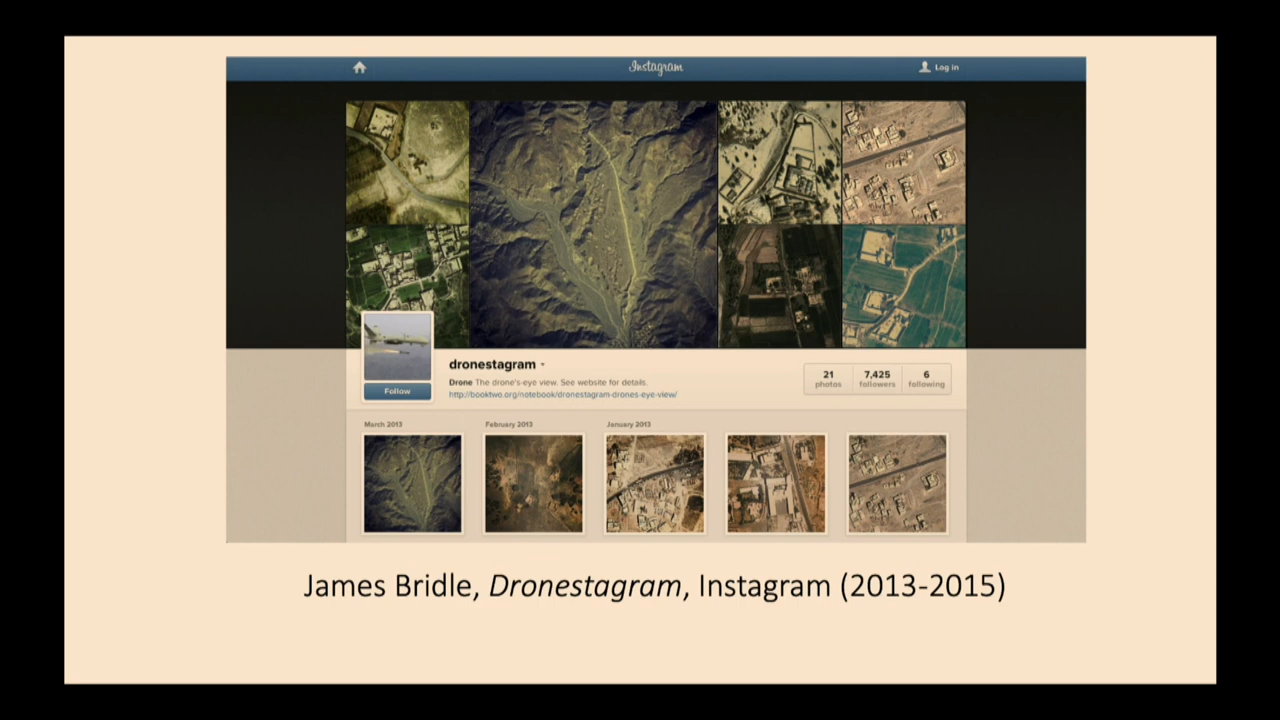 Instagram
Log in
dronestagram
Drone The drone's-eye view. See website for details.
http://booktwo.org/notebook/dronestagram-drones-eye-view/
Follow
21 photos
7,425 followers
6 following
March 2013
February 2013
January 2013
James Bridle, Dronestagram, Instagram (2013-2015)